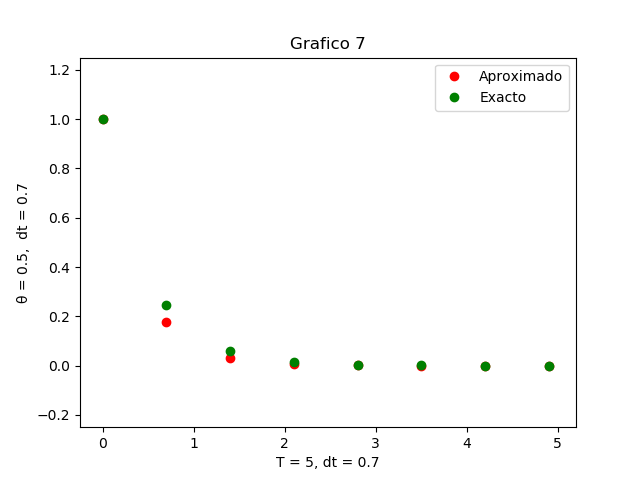 Grafico 7
Aproximado
Exacto
1.2
1.0
0.8
0.6
0.4
0.2
0.0
−0.2
θ = 0.5,  dt = 0.7
0 1 2 3 4 5
T = 5, dt = 0.7